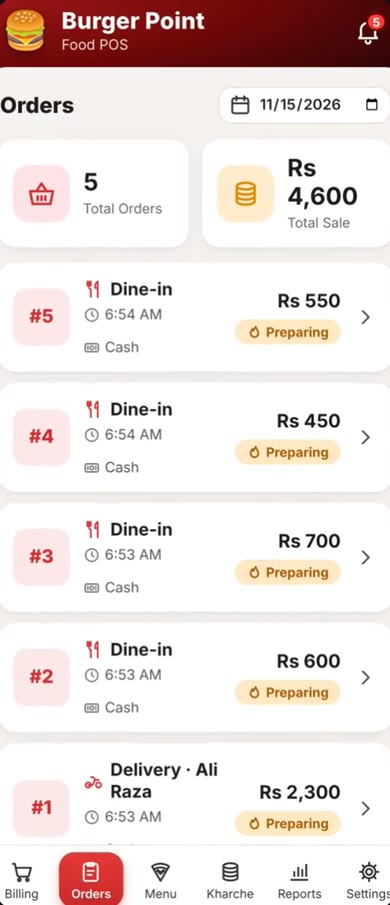 Burger Point
Food POS
5
Orders
11/15/2026
5
Total Orders
Rs
4,600
Total Sale
#5
Dine-in
6:54 AM
Cash
Rs 550
Preparing
#4
Dine-in
6:54 AM
Cash
Rs 450
Preparing
#3
Dine-in
6:53 AM
Cash
Rs 700
Preparing
#2
Dine-in
6:53 AM
Cash
Rs 600
Preparing
#1
Delivery · Ali
Raza
6:53 AM
Rs 2,300
Preparing
Billing
Orders
Menu
Kharche
Reports
Settings